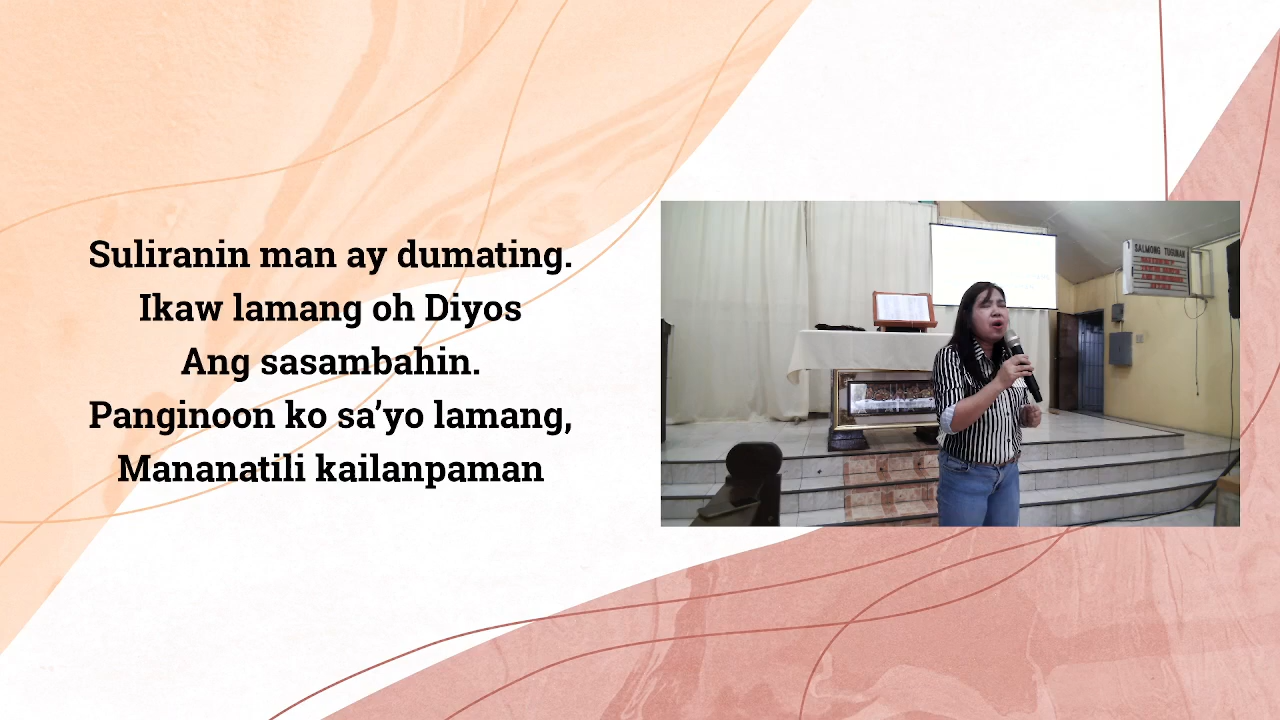 Suliranin man ay dumating.
Ikaw lamang oh Diyos
Ang sasambahin.
Panginoon ko sa’yo lamang,
Mananatili kailanpaman
SALMONG TUGUNAN